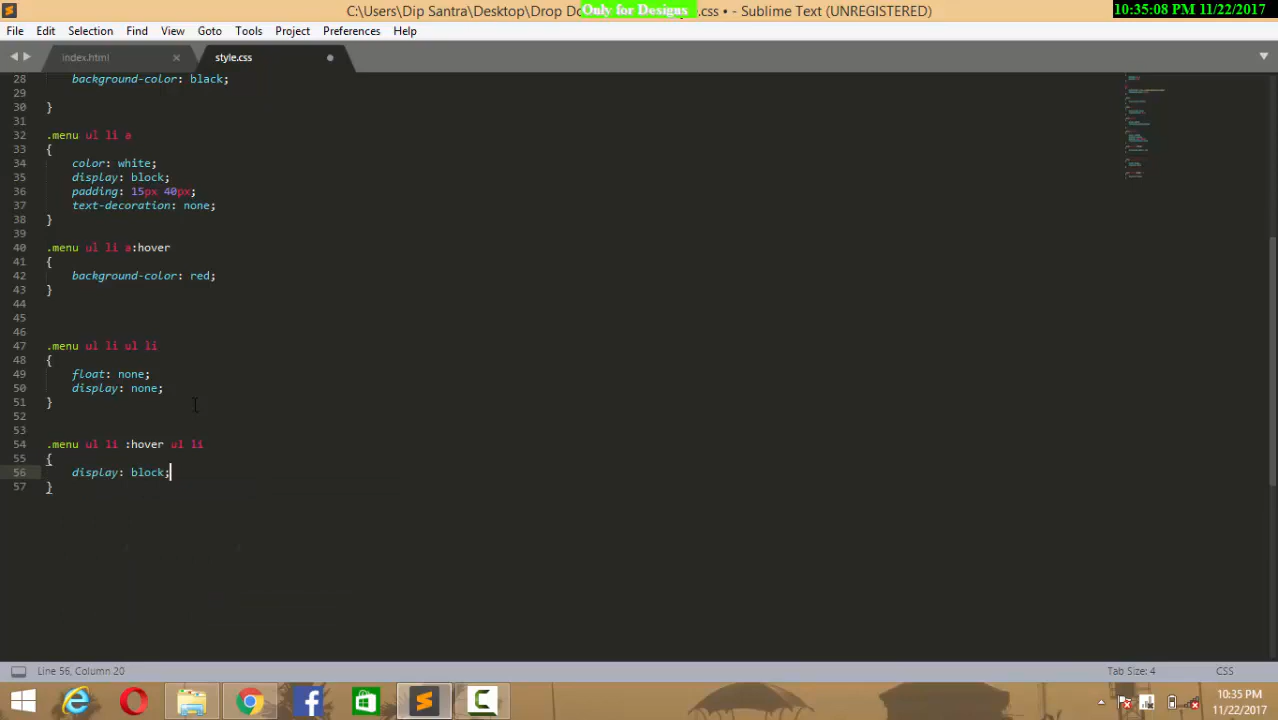 C:\Users\Dip Santra\Desktop\Drop Do
Only for Designs
.css • - Sublime Text (UNREGISTERED)
10:35:08 PM 11/22/2017
File Edit Selection Find View Goto Tools Project Preferences Help
index.html style.css
28 background-color: black;
29
30 }
31
32 .menu ul li a
33 {
34 color: white;
35 display: block;
36 padding: 15px 40px;
37 text-decoration: none;
38 }
39
40 .menu ul li a:hover
41 {
42 background-color: red;
43 }
44
45
46
47 .menu ul li ul li
48 {
49 float: none;
50 display: none;
51 }
52
53
54 .menu ul li :hover ul li
55 {
56 display: block;
57 }
Line 56, Column 20
Tab Size: 4 CSS
10:35 PM
11/22/2017